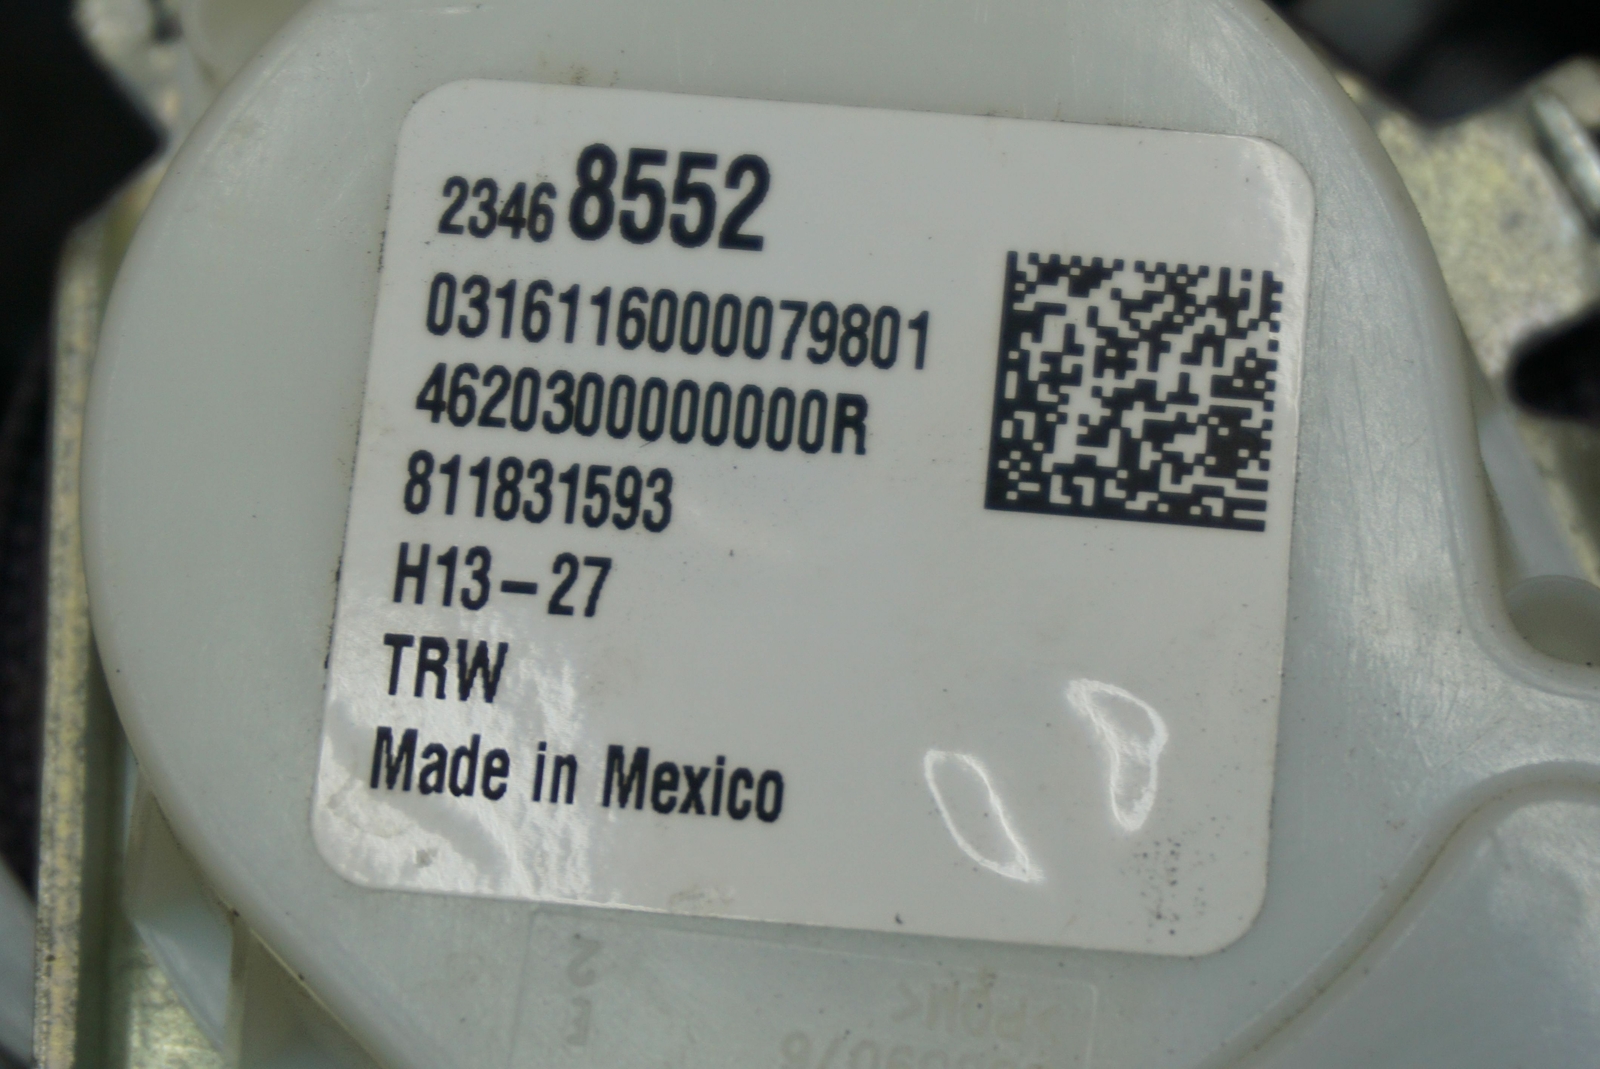 2346 8552
0316116000079801
4620300000000R
811831593
H13-27
TRW
Made in Mexico